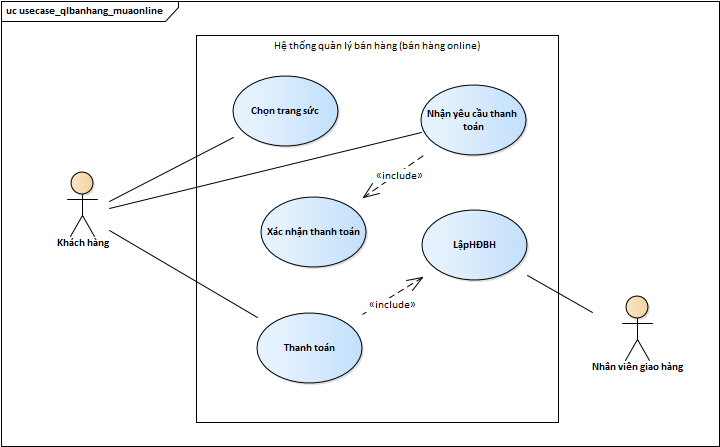 uc usecase_qlbanhang_muaonline
Hệ thống quản lý bán hàng (bán hàng online)
Chọn trang sức
Nhận yêu cầu thanh
toán
«include»
Xác nhận thanh toán
LậpHĐBH
Khách hàng
«include»
Thanh toán
Nhân viên giao hàng